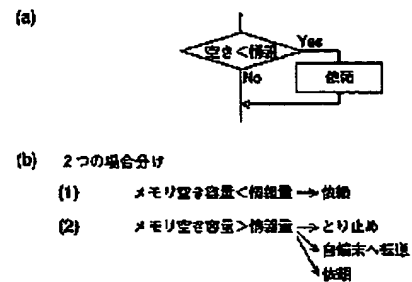 (a)
空き<情報
Yes
No
依頼
(b) 2つの場合分け
(1) メモリ空き容量<情報量→依頼
(2) メモリ空き容量>情報量→とり止め
自端末へ転送
依頼